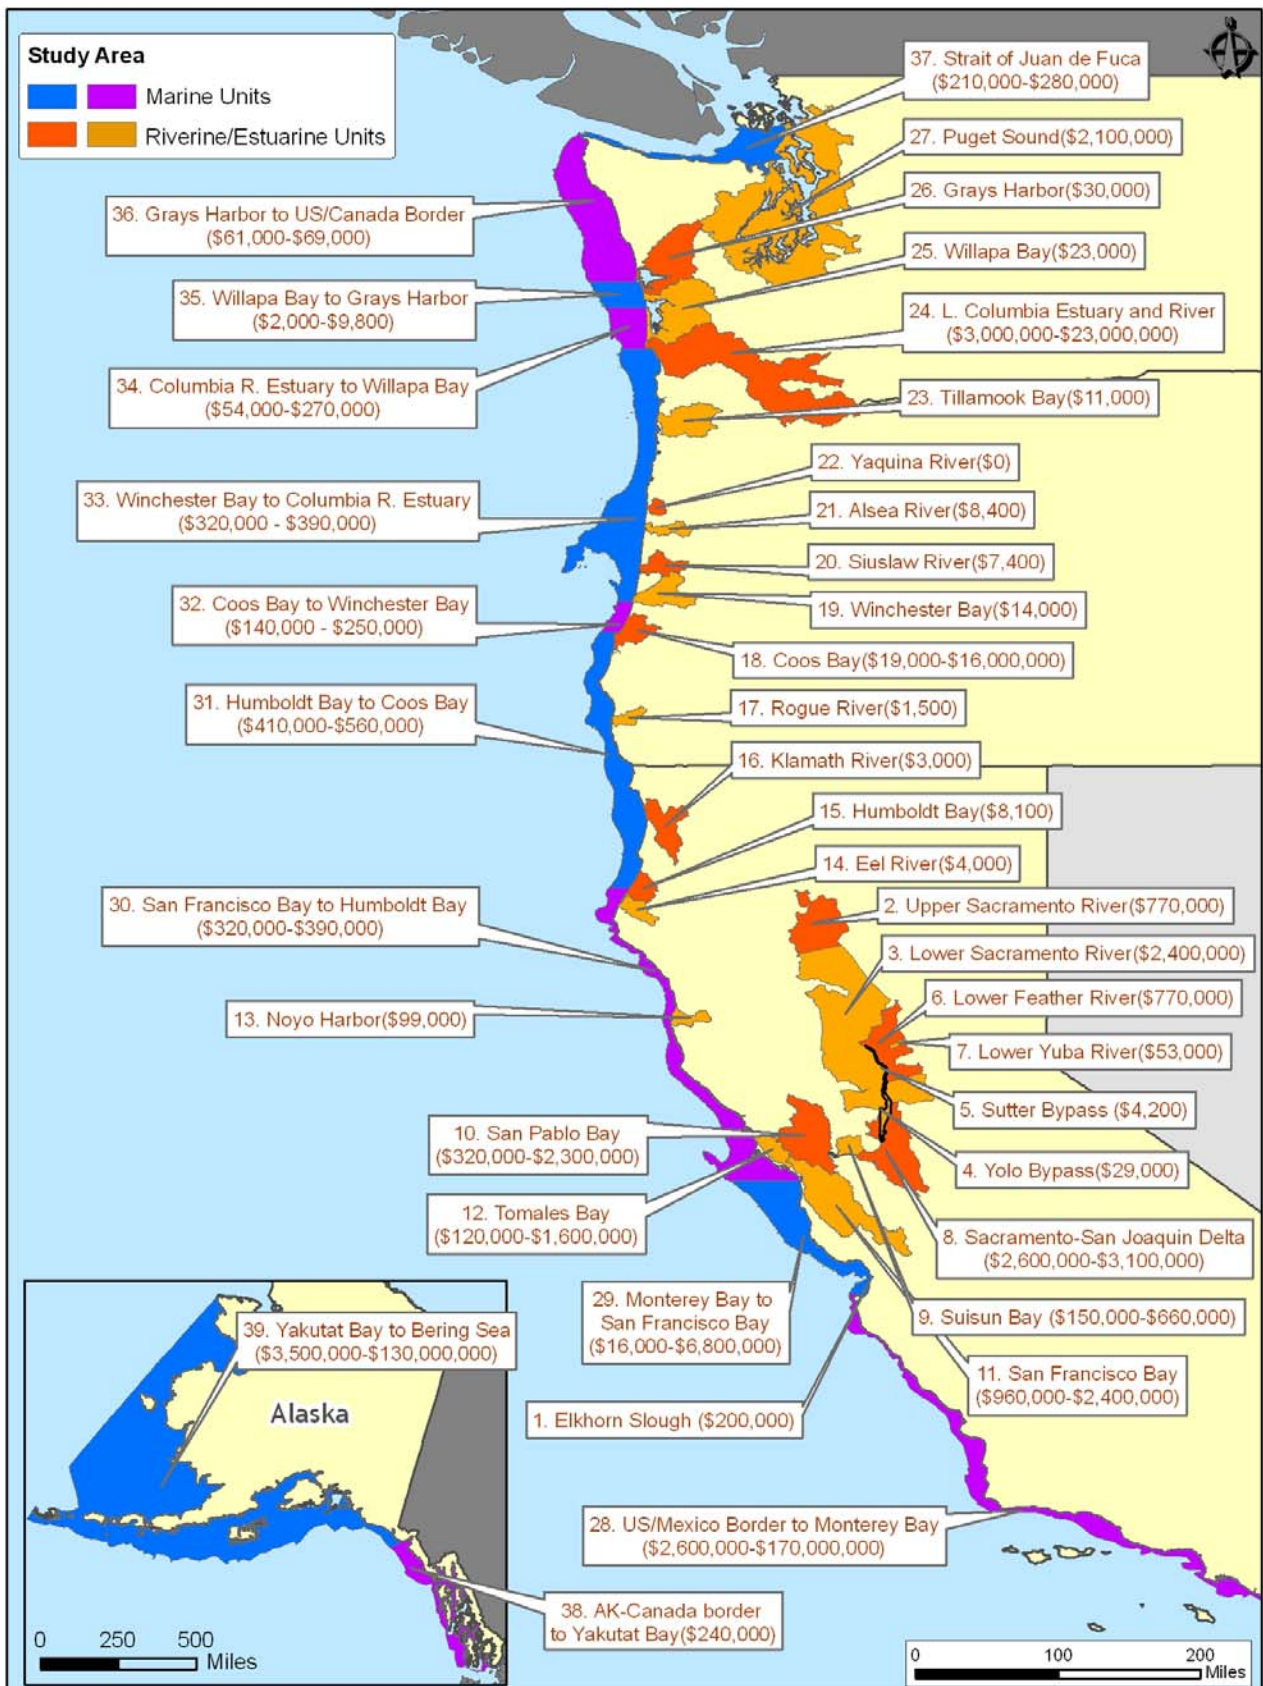 Study Area
Marine Units
Riverine/Estuarine Units
37. Strait of Juan de Fuca
($210,000-$280,000)
27. Puget Sound($2,100,000)
26. Grays Harbor($30,000)
36. Grays Harbor to US/Canada Border
($61,000-$69,000)
25. Willapa Bay($23,000)
35. Willapa Bay to Grays Harbor
($2,000-$9,800)
24. L. Columbia Estuary and River
($3,000,000-$23,000,000)
34. Columbia R. Estuary to Willapa Bay
($54,000-$270,000)
23. Tillamook Bay($11,000)
22. Yaquina River($0)
33. Winchester Bay to Columbia R. Estuary
($320,000 - $390,000)
21. Alsea River($8,400)
20. Siuslaw River($7,400)
32. Coos Bay to Winchester Bay
($140,000 - $250,000)
19. Winchester Bay($14,000)
18. Coos Bay($19,000-$16,000,000)
31. Humboldt Bay to Coos Bay
($410,000-$560,000)
17. Rogue River($1,500)
16. Klamath River($3,000)
15. Humboldt Bay($8,100)
14. Eel River($4,000)
30. San Francisco Bay to Humboldt Bay
($320,000-$390,000)
2. Upper Sacramento River($770,000)
3. Lower Sacramento River($2,400,000)
6. Lower Feather River($770,000)
13. Noyo Harbor($99,000)
7. Lower Yuba River($53,000)
5. Sutter Bypass ($4,200)
10. San Pablo Bay
($320,000-$2,300,000)
4. Yolo Bypass($29,000)
12. Tomales Bay
($120,000-$1,600,000)
8. Sacramento-San Joaquin Delta
($2,600,000-$3,100,000)
29. Monterey Bay to
San Francisco Bay
($16,000-$6,800,000)
9. Suisun Bay ($150,000-$660,000)
39. Yakutat Bay to Bering Sea
($3,500,000-$130,000,000)
11. San Francisco Bay
($960,000-$2,400,000)
Alaska
1. Elkhorn Slough ($200,000)
28. US/Mexico Border to Monterey Bay
($2,600,000-$170,000,000)
38. AK-Canada border
to Yakutat Bay($240,000)
0 250 500
Miles
0 100 200
Miles